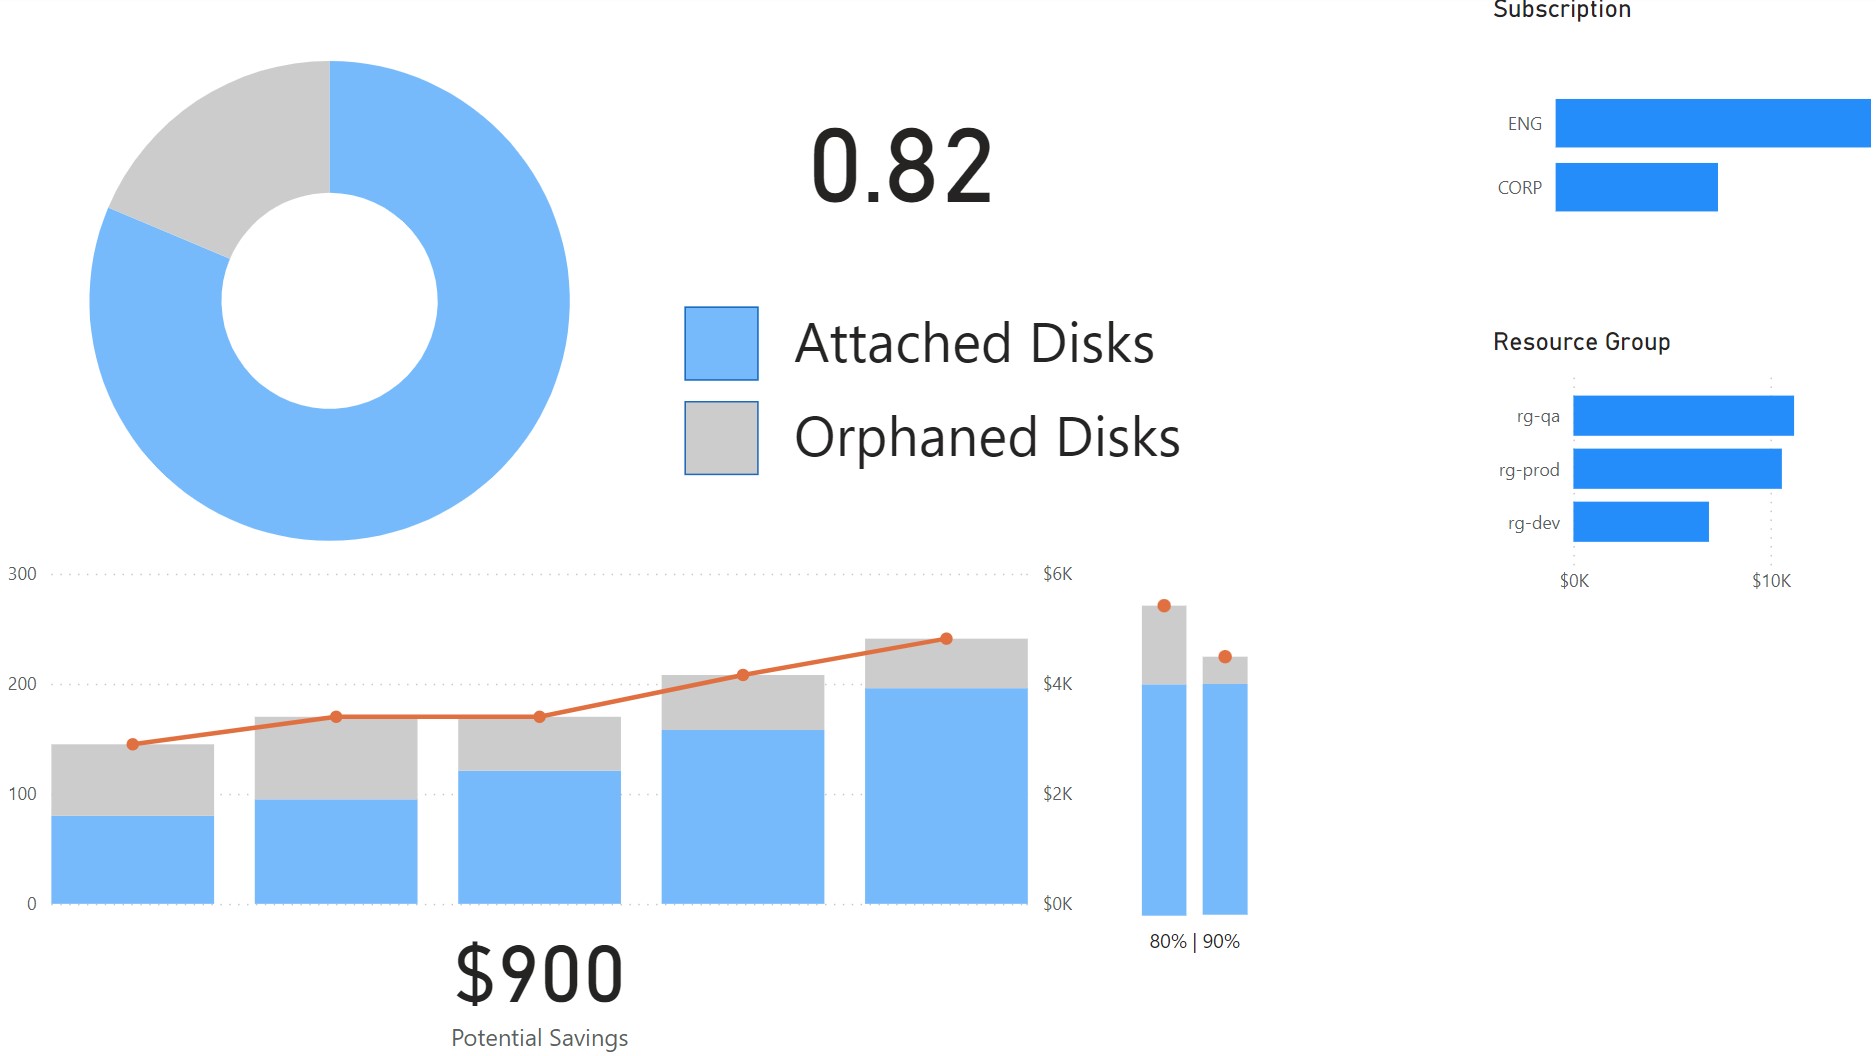 Subscription
0.82
ENG
CORP
Attached Disks
Orphaned Disks
Resource Group
rg-qa
rg-prod
rg-dev
$0K
$10K
300
200
100
0
$6K
$4K
$2K
$0K
80% | 90%
$900
Potential Savings